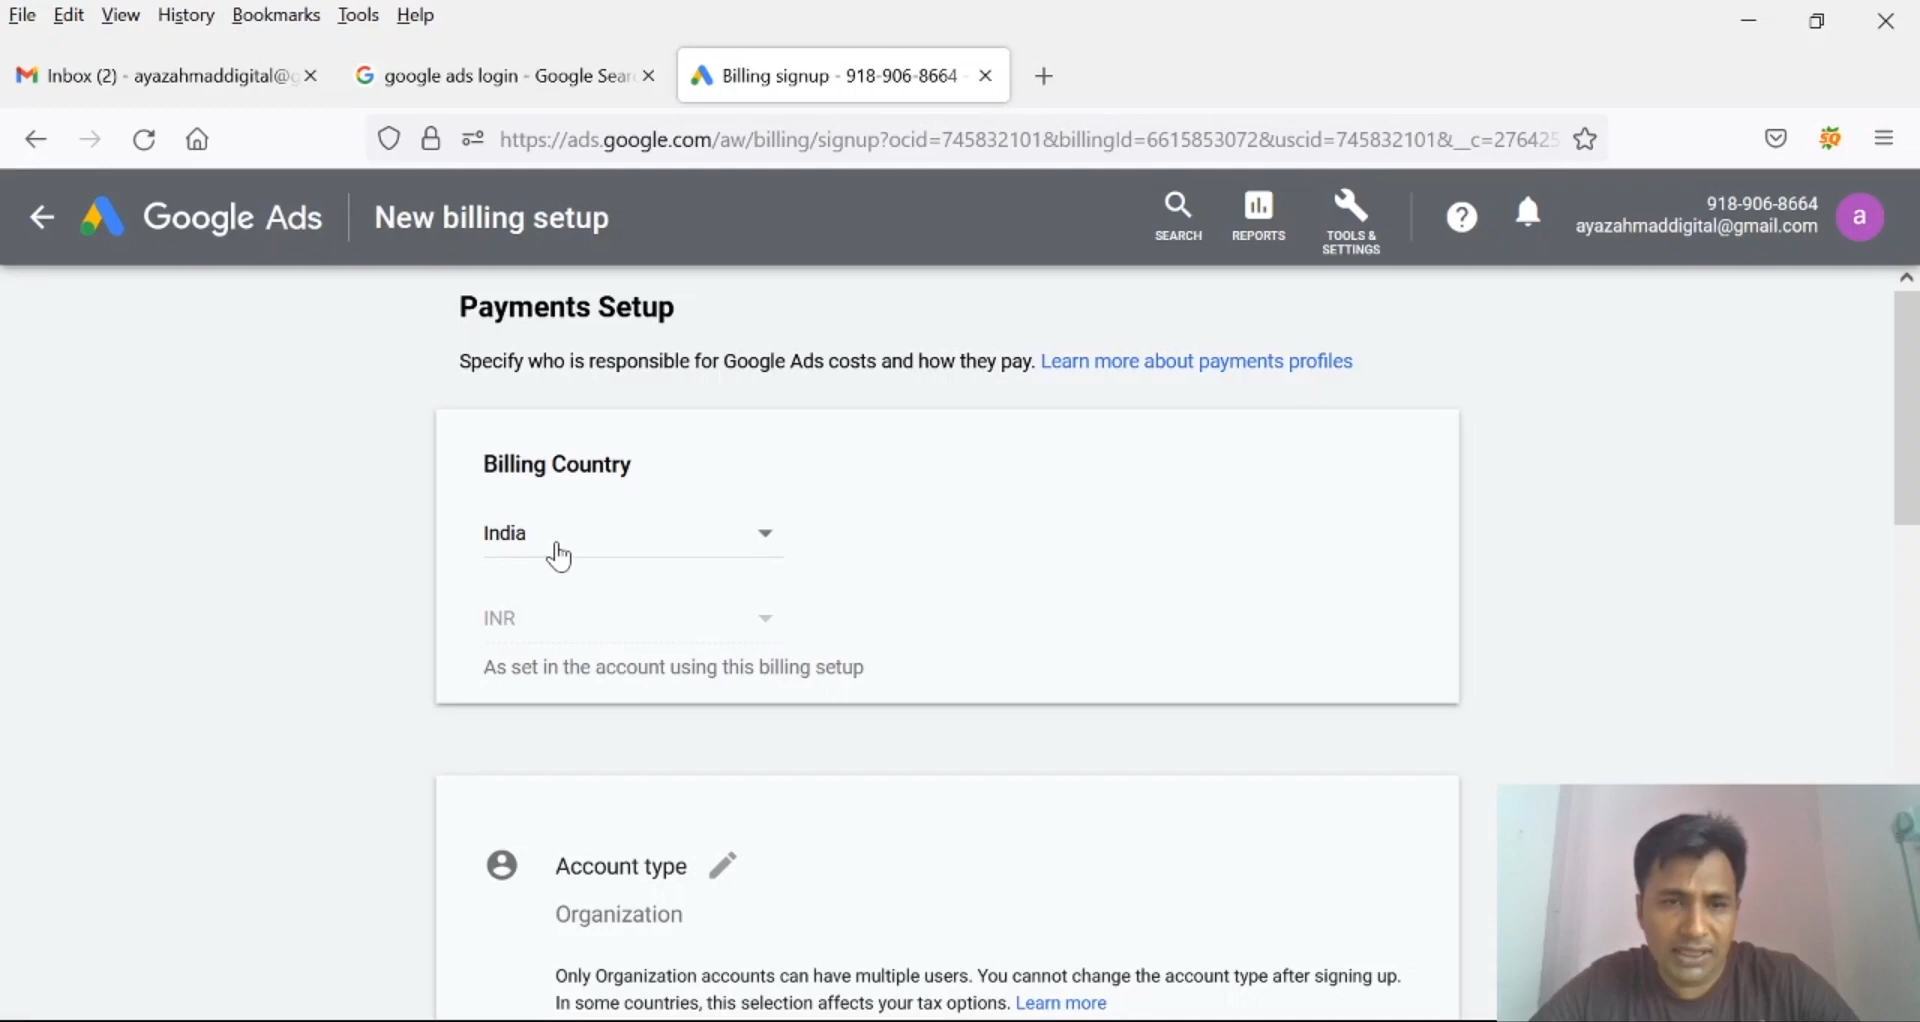 File Edit View History Bookmarks Tools Help
Inbox (2) - ayazahmaddigital@g
google ads login - Google Sear
Billing signup - 918-906-8664 -
https://ads.google.com/aw/billing/signup?ocid=745832101&billingId=6615853072&uscid=745832101&__c=276425
SQ
Google Ads
New billing setup
SEARCH
REPORTS
TOOLS &
SETTINGS
918-906-8664
ayazahmaddigital@gmail.com
a
Payments Setup
Specify who is responsible for Google Ads costs and how they pay. Learn more about payments profiles
Billing Country
India
INR
As set in the account using this billing setup
Account type
Organization
Only Organization accounts can have multiple users. You cannot change the account type after signing up.
In some countries, this selection affects your tax options. Learn more